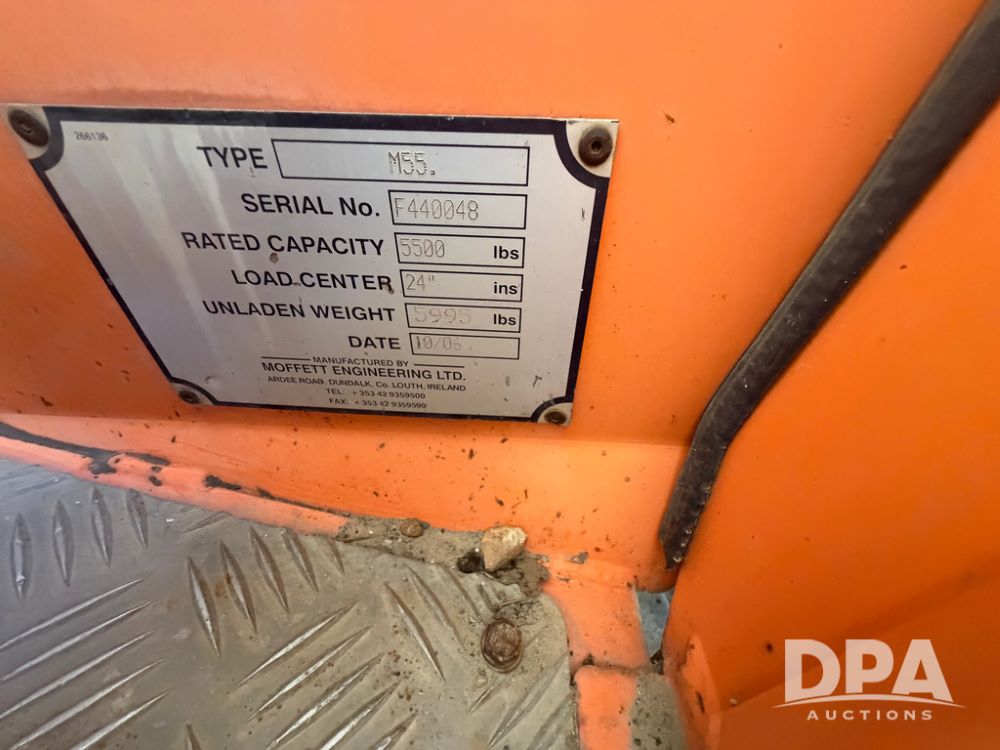 266136
TYPE M55.
SERIAL No. F440048
RATED CAPACITY 5500 lbs
LOAD CENTER 24" ins
UNLADEN WEIGHT 5995 lbs
DATE 10/06.
MANUFACTURED BY
MOFFETT ENGINEERING LTD.
ARDEE ROAD, DUNDALK, Co. LOUTH, IRELAND
TEL: +353 42 9359500
FAX: +353 42 9359590
DPA
AUCTIONS